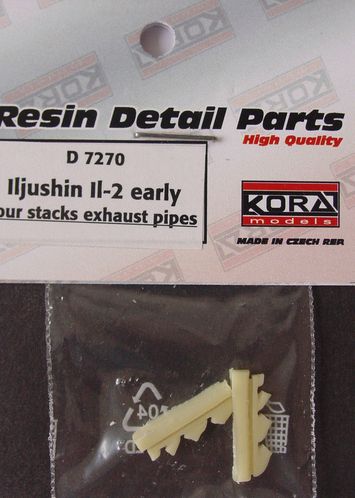 Resin Detail Parts
High Quality
D 7270
Iljushin Il-2 early
our stacks exhaust pipes
KORA
models
MADE IN CZECH REP.
04